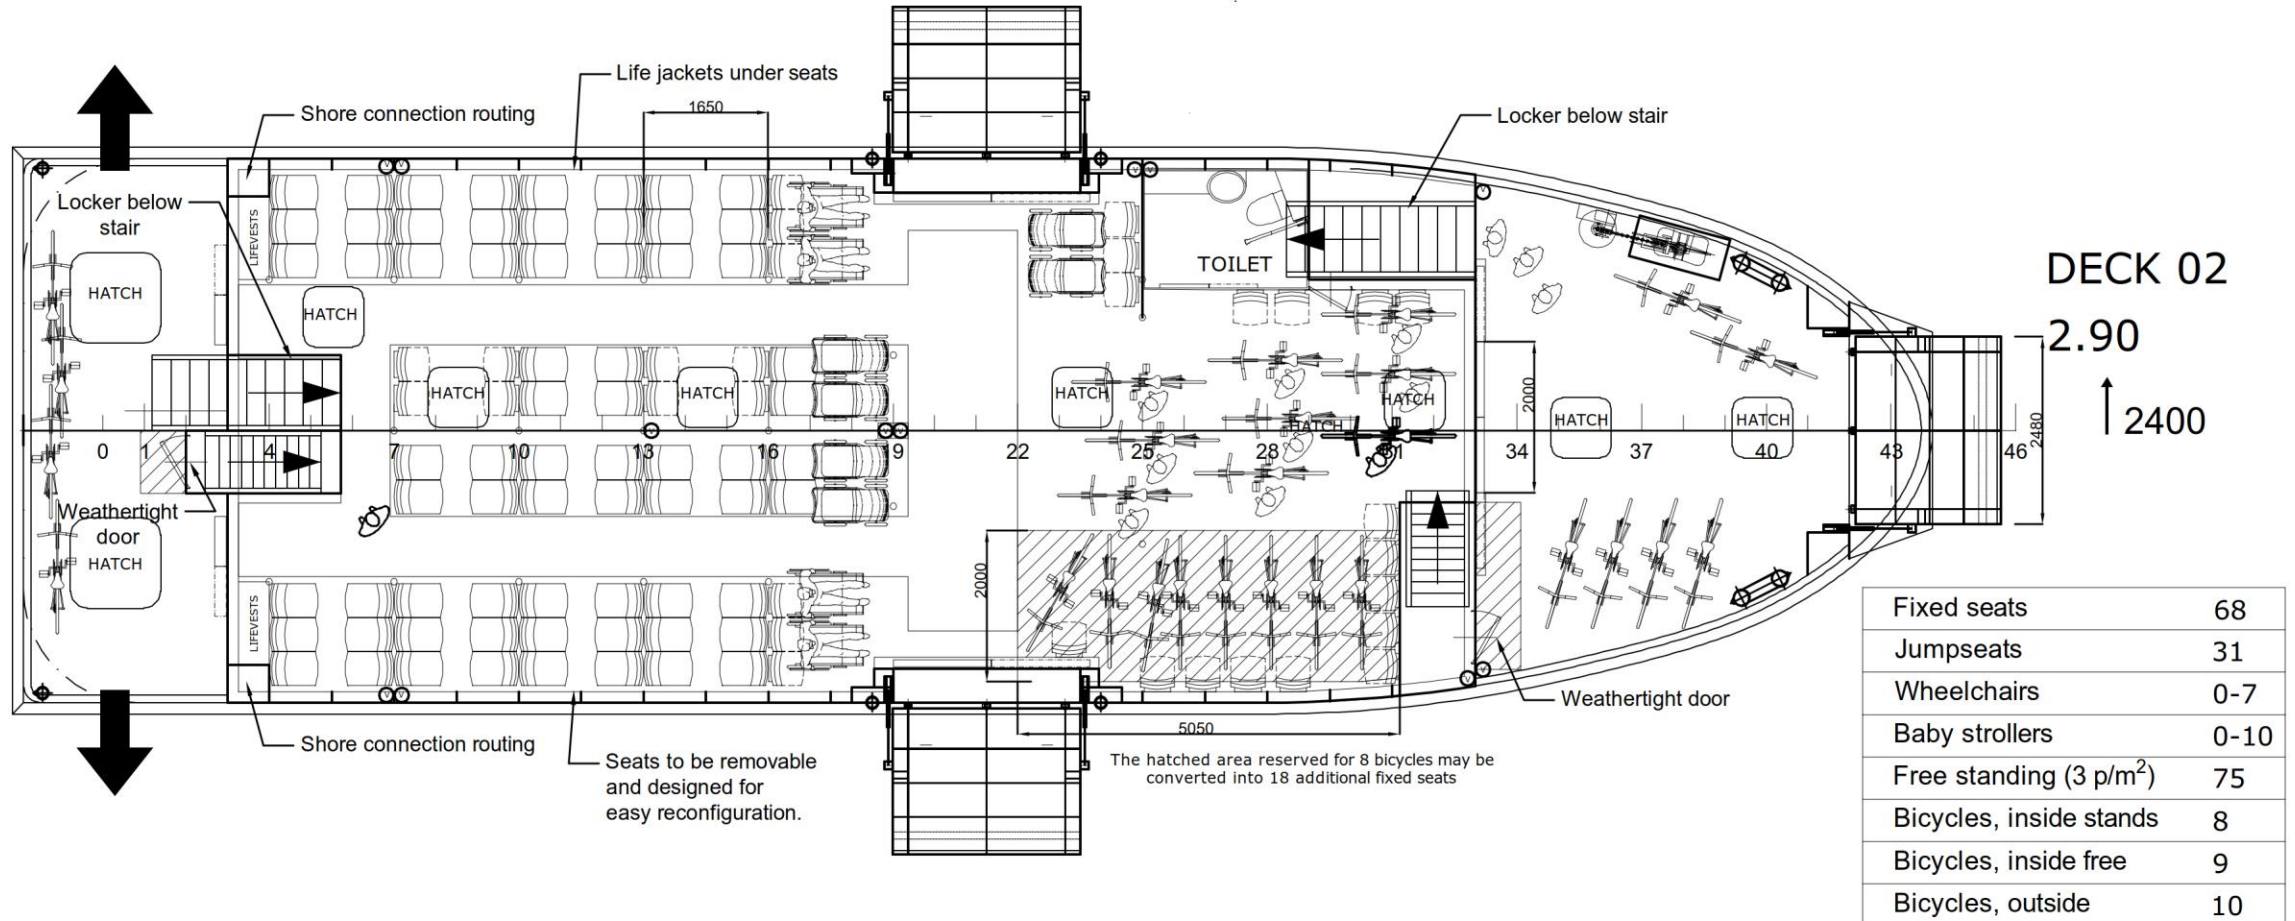 Life jackets under seats
1650
Shore connection routing
Locker below stair
Locker below
stair
LIFEVESTS
HATCH
HATCH
TOILET
DECK 02
2.90
2400
HATCH
HATCH
HATCH
HATCH
HATCH
HATCH
HATCH
2000
2480
0
1
4
7
10
13
16
19
22
25
28
31
34
37
40
43
46
Weathertight
door
HATCH
LIFEVESTS
2000
Weathertight door
Shore connection routing
5050
Seats to be removable
and designed for
easy reconfiguration.
The hatched area reserved for 8 bicycles may be
converted into 18 additional fixed seats
Fixed seats 68
Jumpseats 31
Wheelchairs 0-7
Baby strollers 0-10
Free standing (3 p/m²) 75
Bicycles, inside stands 8
Bicycles, inside free 9
Bicycles, outside 10